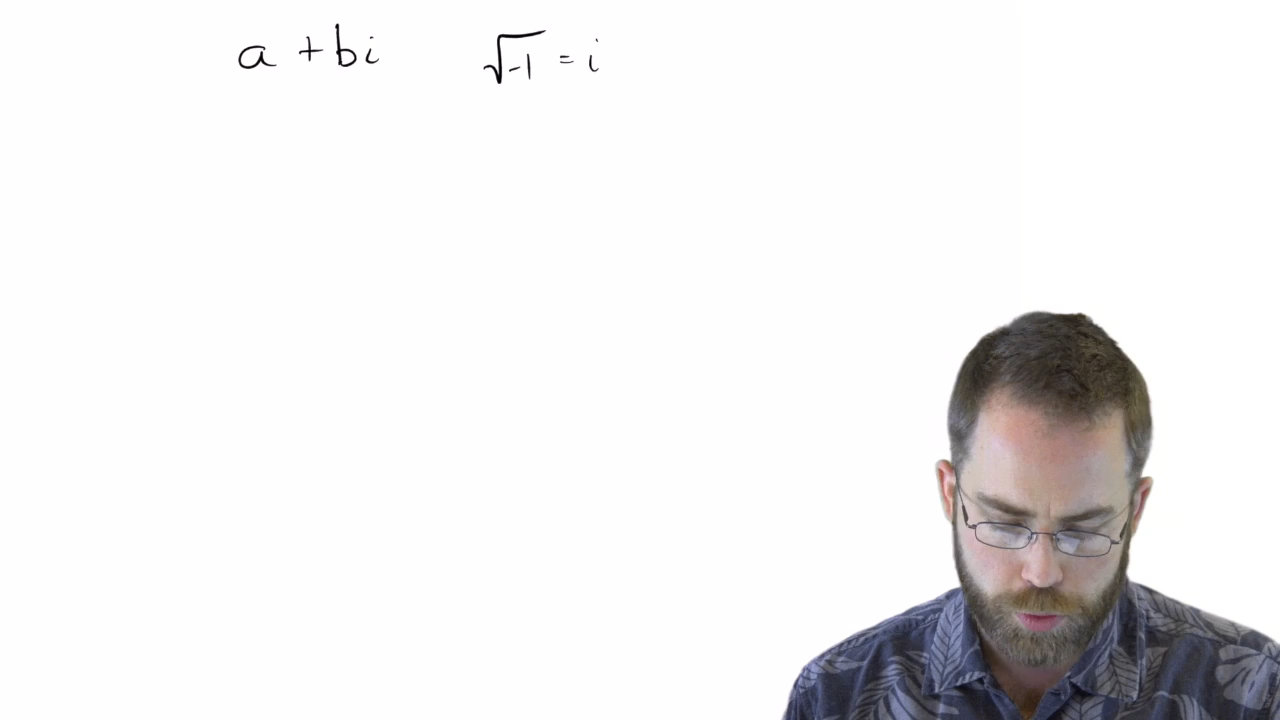 a + bi √-1 = i